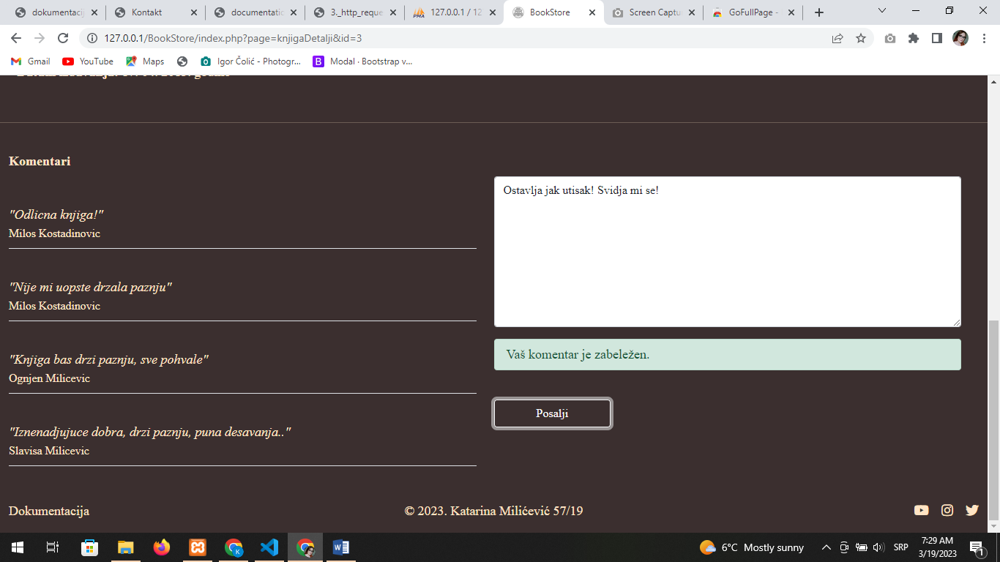 dokumentacij
Kontakt
documentatio
3._http_reque
127.0.0.1 / 12
BookStore
Screen Captu
GoFullPage -
127.0.0.1/BookStore/index.php?page=knjigaDetalji&id=3
Gmail
YouTube
Maps
Igor Čolić - Photogr...
B
Modal · Bootstrap v...
Komentari
Ostavlja jak utisak! Svidja mi se!
"Odlicna knjiga!"
Milos Kostadinovic
"Nije mi uopste drzala paznju"
Milos Kostadinovic
Vaš komentar je zabeležen.
"Knjiga bas drzi paznju, sve pohvale"
Ognjen Milicevic
Posalji
"Iznenadjujuce dobra, drzi paznju, puna desavanja.."
Slavisa Milicevic
Dokumentacija
© 2023. Katarina Milićević 57/19
6°C Mostly sunny
SRP
7:29 AM
3/19/2023
1